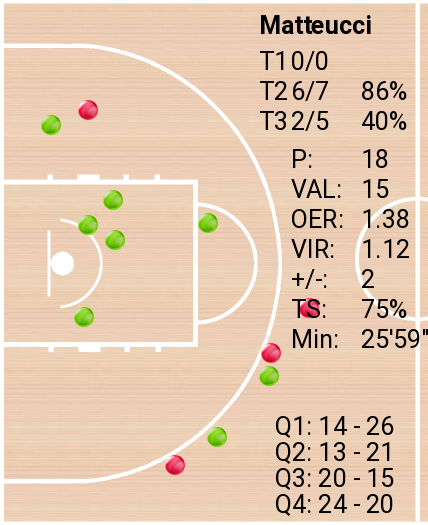 Matteucci
T1 0/0
T2 6/7 86%
T3 2/5 40%
P: 18
VAL: 15
OER: 1.38
VIR: 1.12
+/-: 2
TS: 75%
Min: 25'59"
Q1: 14 - 26
Q2: 13 - 21
Q3: 20 - 15
Q4: 24 - 20